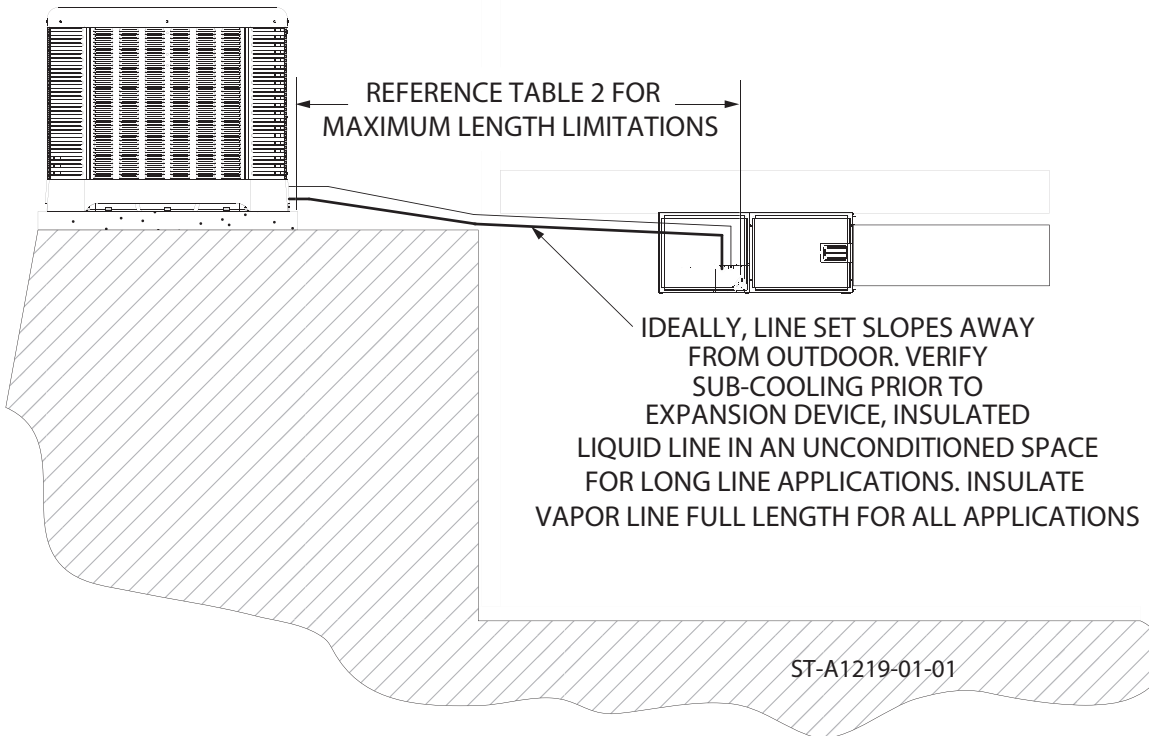 REFERENCE TABLE 2 FOR
MAXIMUM LENGTH LIMITATIONS
IDEALLY, LINE SET SLOPES AWAY
FROM OUTDOOR. VERIFY
SUB-COOLING PRIOR TO
EXPANSION DEVICE, INSULATED
LIQUID LINE IN AN UNCONDITIONED SPACE
FOR LONG LINE APPLICATIONS. INSULATE
VAPOR LINE FULL LENGTH FOR ALL APPLICATIONS
ST-A1219-01-01